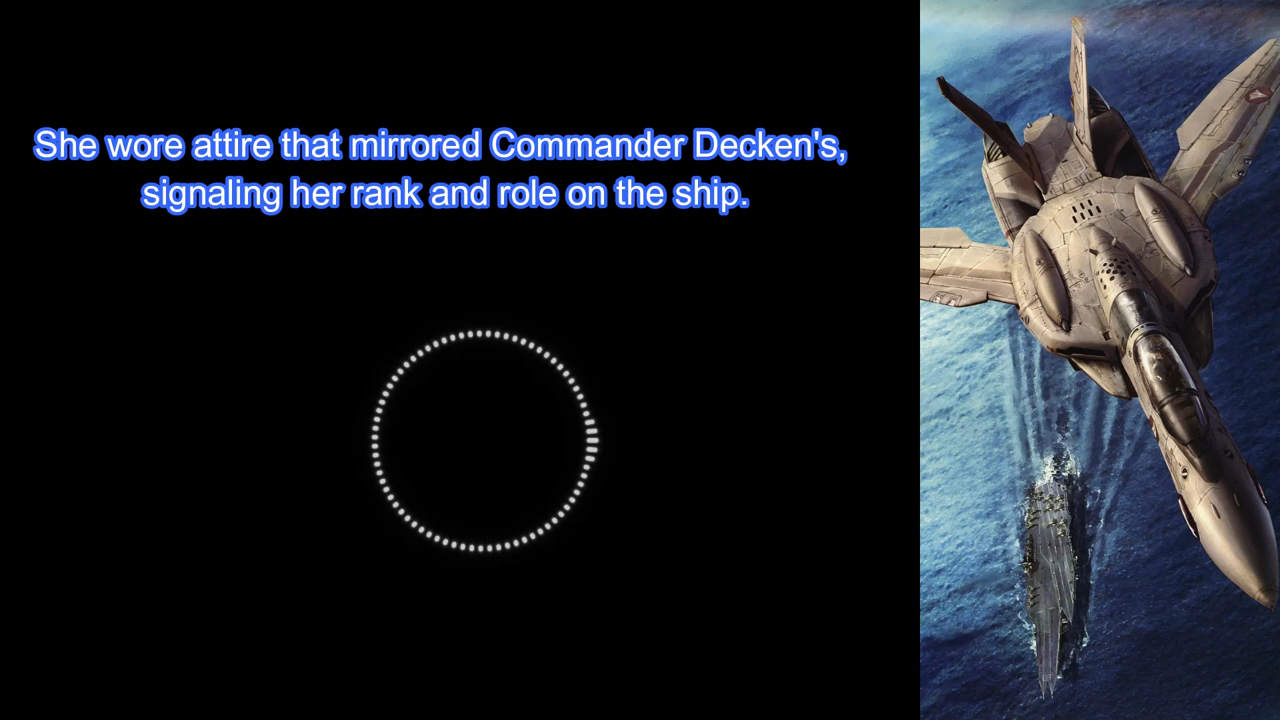 She wore attire that mirrored Commander Decken's,
signaling her rank and role on the ship.